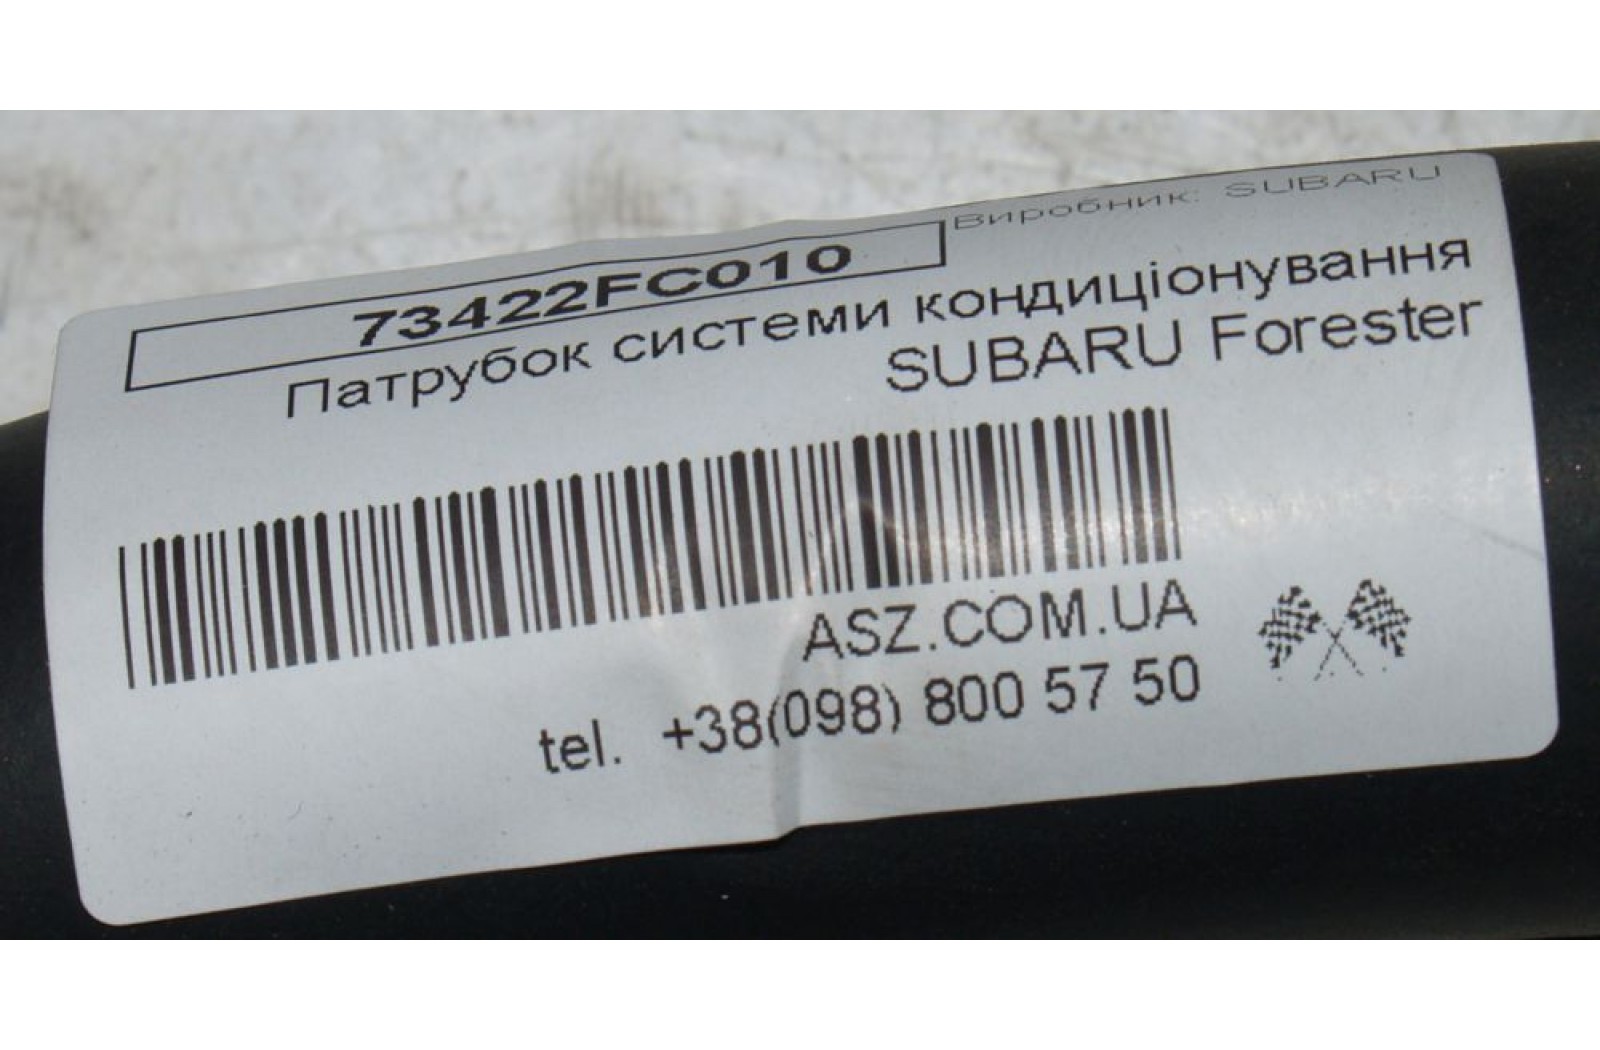 Виробник: SUBARU
73422FC010
Патрубок системи кондиціонування
SUBARU Forester
ASZ.COM.UA
tel. +38(098) 800 57 50